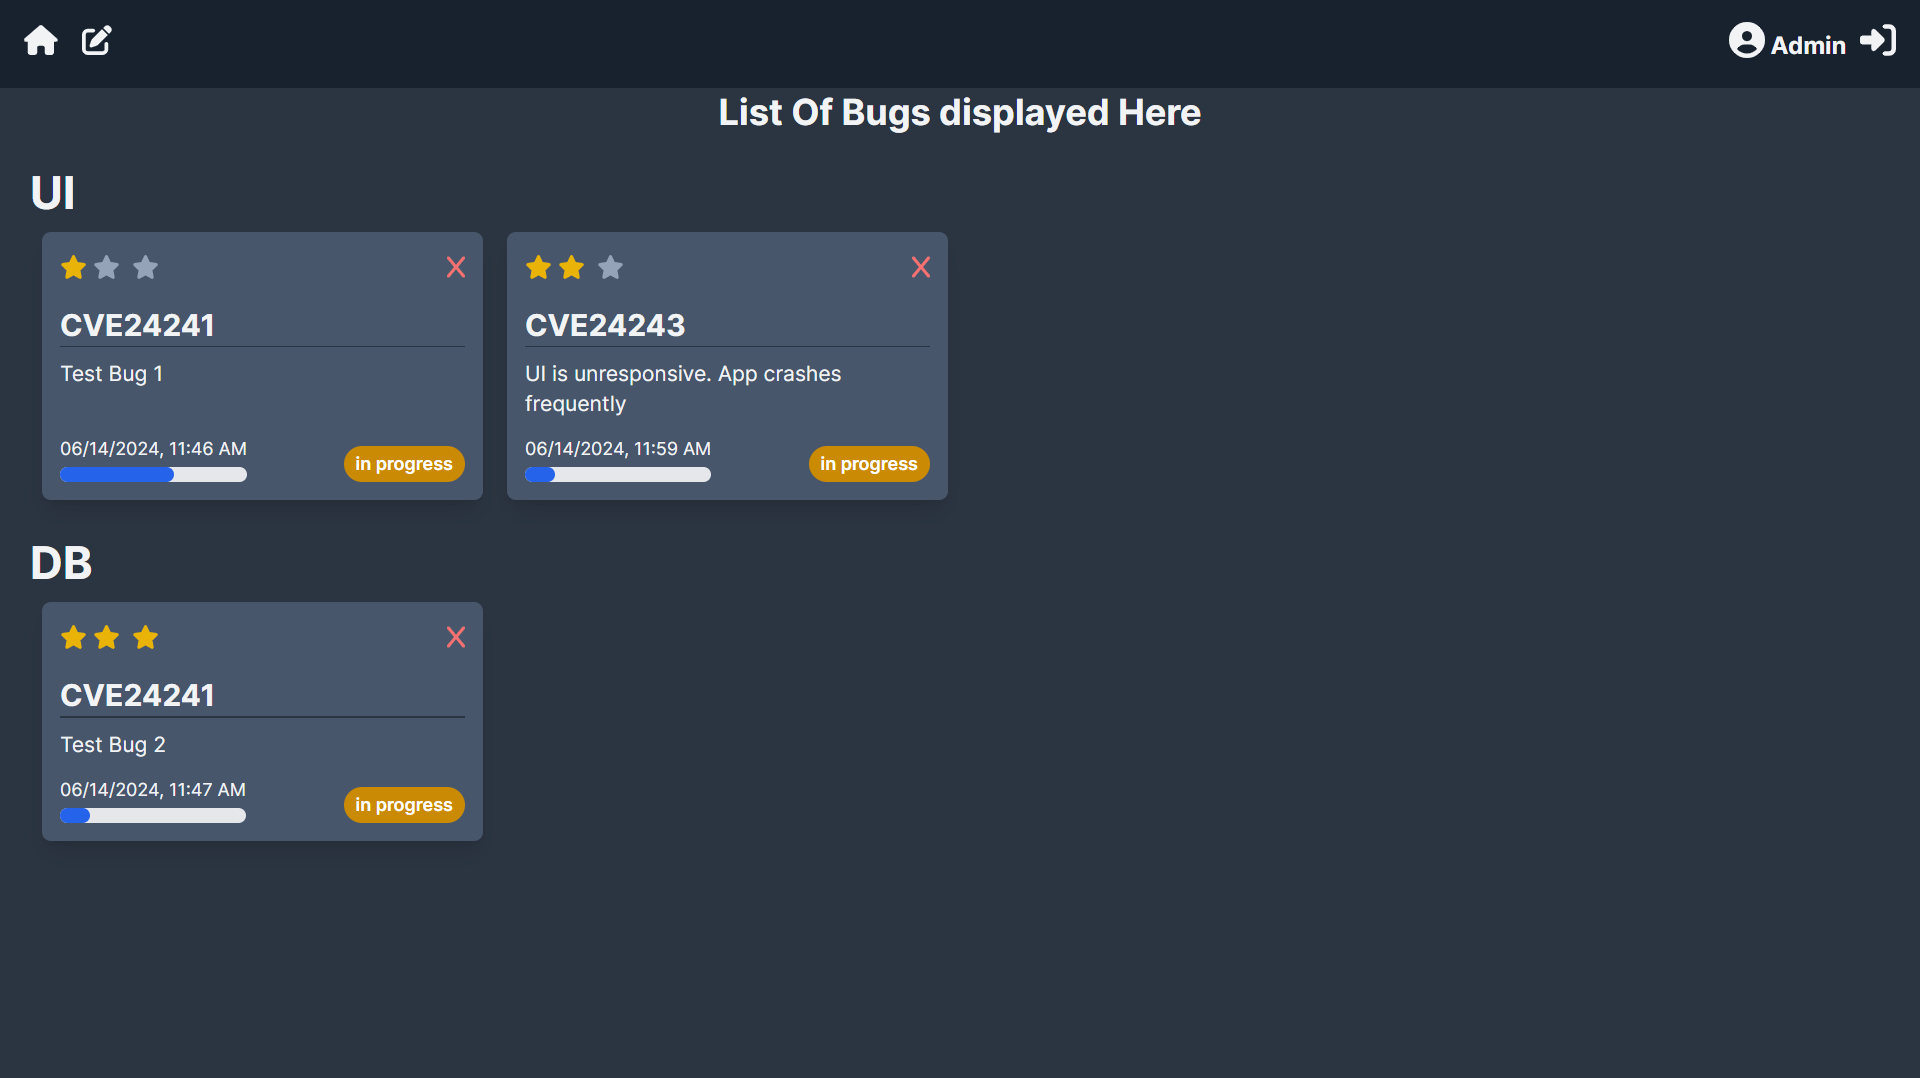 Admin
List Of Bugs displayed Here
UI
CVE24241
Test Bug 1
06/14/2024, 11:46 AM
in progress
CVE24243
UI is unresponsive. App crashes
frequently
06/14/2024, 11:59 AM
in progress
DB
CVE24241
Test Bug 2
06/14/2024, 11:47 AM
in progress